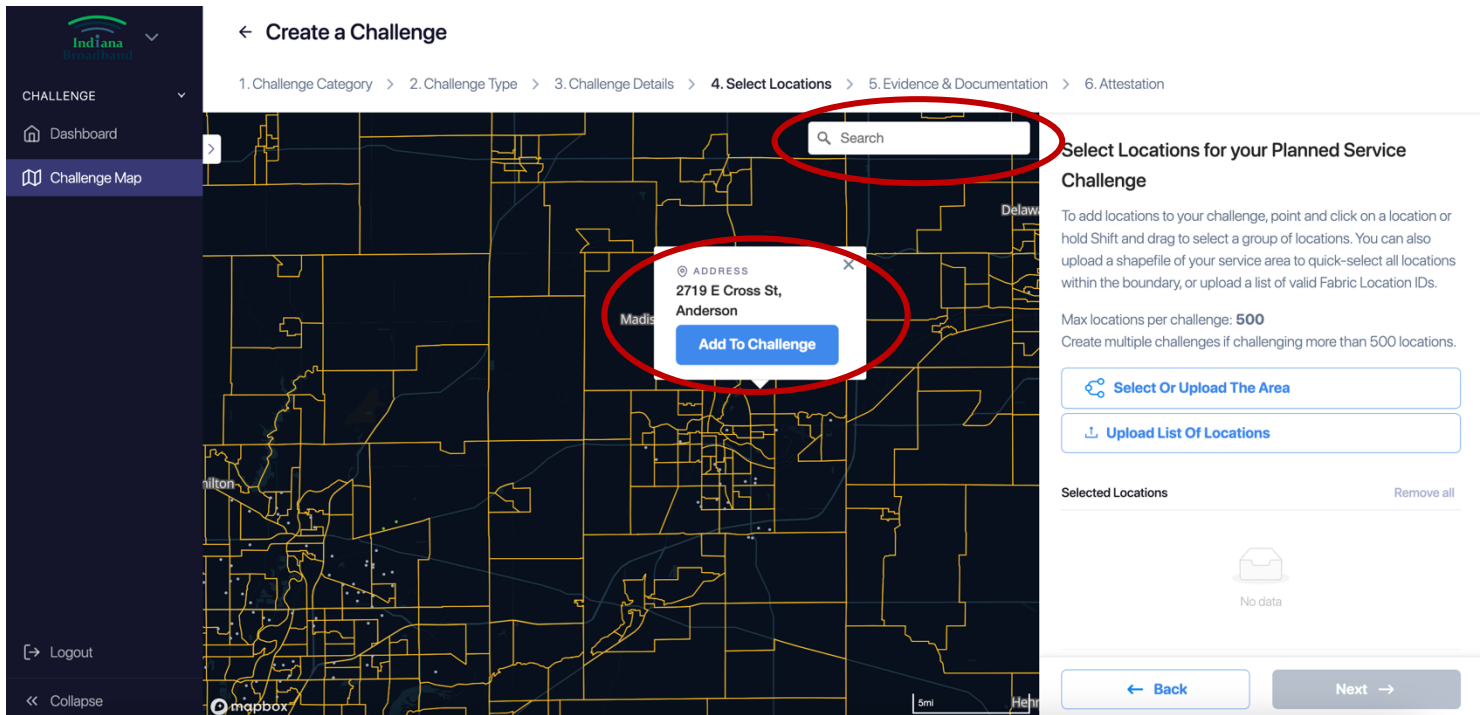 Indiana
Broadband
CHALLENGE
Dashboard
Challenge Map
Logout
Collapse
← Create a Challenge
1. Challenge Category > 2. Challenge Type > 3. Challenge Details > 4. Select Locations > 5. Evidence & Documentation > 6. Attestation
Search
Delawa
ADDRESS
2719 E Cross St,
Anderson
Add To Challenge
Madis
nilton
mapbox
5mi
Hehr
Select Locations for your Planned Service
Challenge
To add locations to your challenge, point and click on a location or
hold Shift and drag to select a group of locations. You can also
upload a shapefile of your service area to quick-select all locations
within the boundary, or upload a list of valid Fabric Location IDs.
Max locations per challenge: 500
Create multiple challenges if challenging more than 500 locations.
Select Or Upload The Area
Upload List Of Locations
Selected Locations Remove all
No data
← Back Next →